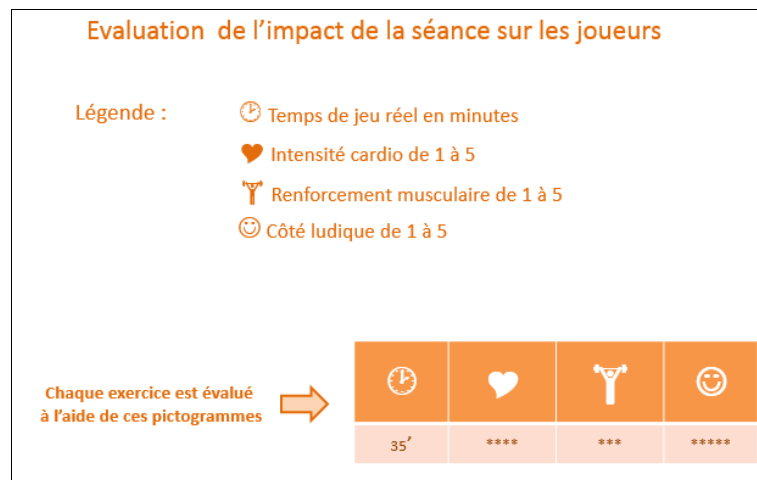 Evaluation de l'impact de la séance sur les joueurs
Légende :
Temps de jeu réel en minutes
Intensité cardio de 1 à 5
Renforcement musculaire de 1 à 5
Côté ludique de 1 à 5
Chaque exercice est évalué
à l'aide de ces pictogrammes
35′ **** *** *****